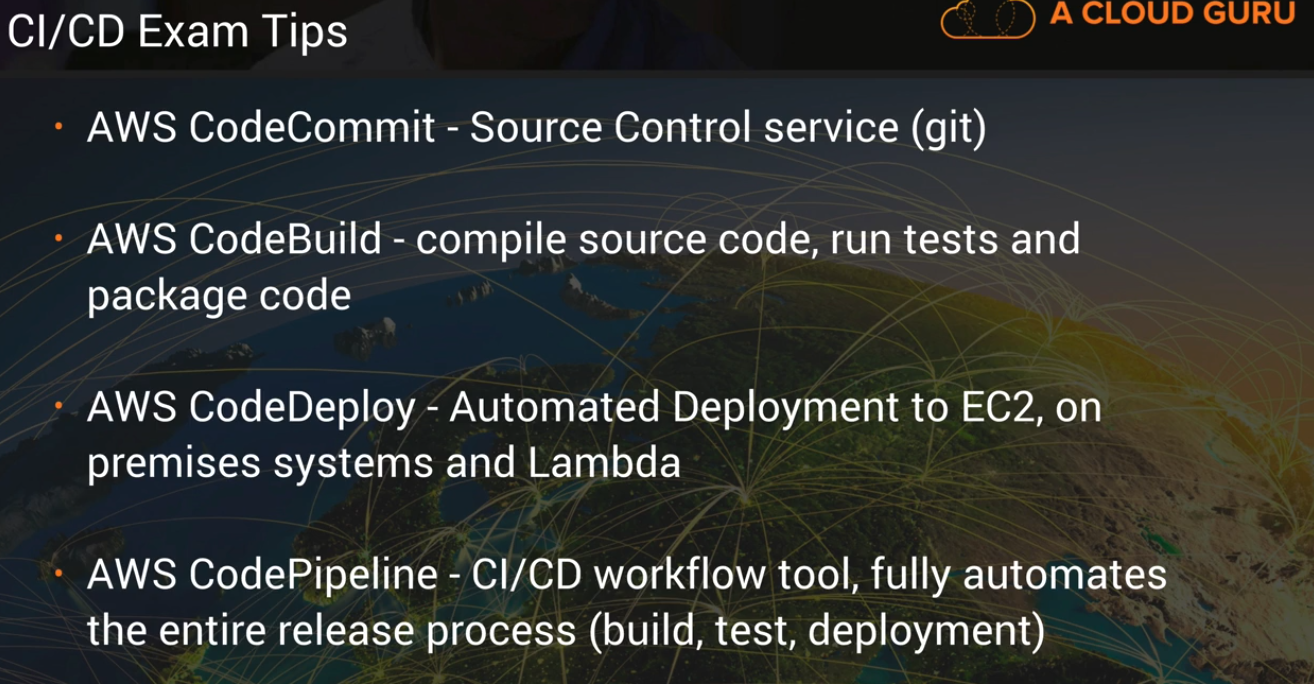 CI/CD Exam Tips
A CLOUD GURU
• AWS CodeCommit - Source Control service (git)
• AWS CodeBuild - compile source code, run tests and
package code
• AWS CodeDeploy - Automated Deployment to EC2, on
premises systems and Lambda
• AWS CodePipeline - CI/CD workflow tool, fully automates
the entire release process (build, test, deployment)